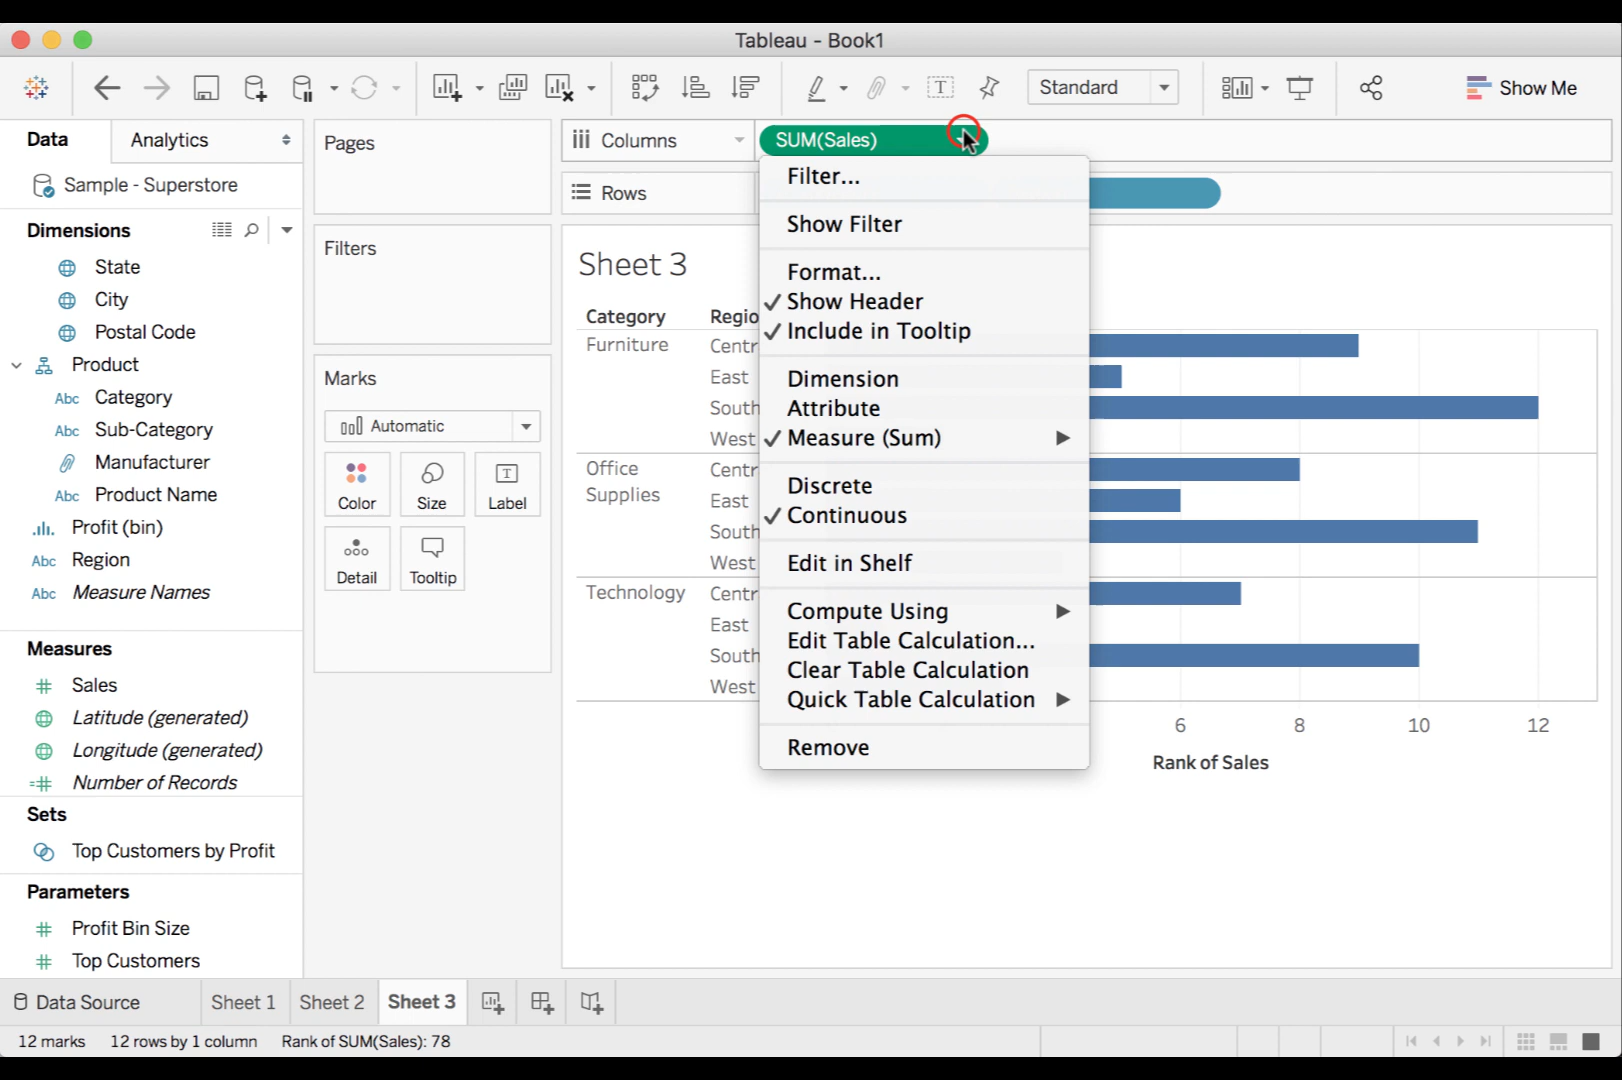 Tableau - Book1
Standard
Show Me
Data
Analytics
Sample - Superstore
Dimensions
State
City
Postal Code
Product
Abc Category
Abc Sub-Category
Manufacturer
Abc Product Name
Profit (bin)
Abc Region
Abc Measure Names
Measures
Sales
Latitude (generated)
Longitude (generated)
Number of Records
Sets
Top Customers by Profit
Parameters
Profit Bin Size
Top Customers
Pages
Filters
Marks
Automatic
Color
Size
T
Label
Detail
Tooltip
Columns
SUM(Sales)
Rows
Sheet 3
Category
Regio
Furniture
Centr
East
South
West
Office
Supplies
Centr
East
South
West
Technology
Centr
East
South
West
6
8
10
12
Rank of Sales
Filter...
Show Filter
Format...
✓ Show Header
✓ Include in Tooltip
Dimension
Attribute
✓ Measure (Sum)
Discrete
✓ Continuous
Edit in Shelf
Compute Using
Edit Table Calculation...
Clear Table Calculation
Quick Table Calculation
Remove
Data Source
Sheet 1
Sheet 2
Sheet 3
12 marks
12 rows by 1 column
Rank of SUM(Sales): 78